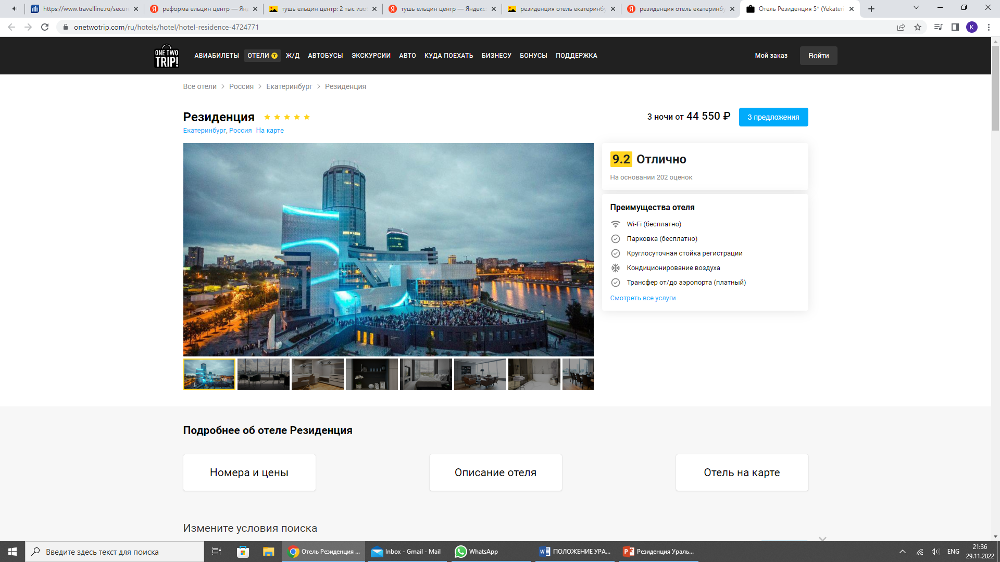 https://www.travelline.ru/secur
реформа ельцин центр — Ян
тушь ельцин центр: 2 тыс изо
тушь ельцин центр — Яндекс:
резиденция отель екатеринбу
резиденция отель екатеринбу
Отель Резиденция 5* (Yekater
onetwotrip.com/ru/hotels/hotel/hotel-residence-4724771
K
ONE TWO
TRIP!
АВИАБИЛЕТЫ ОТЕЛИ Т Ж/Д АВТОБУСЫ ЭКСКУРСИИ АВТО КУДА ПОЕХАТЬ БИЗНЕСУ БОНУСЫ ПОДДЕРЖКА
Мой заказ Войти
Все отели > Россия > Екатеринбург > Резиденция
Резиденция
3 ночи от 44 550 ₽ 3 предложения
Екатеринбург, Россия На карте
9.2 Отлично
На основании 202 оценок
Преимущества отеля
Wi-Fi (бесплатно)
Парковка (бесплатно)
Круглосуточная стойка регистрации
Кондиционирование воздуха
Трансфер от/до аэропорта (платный)
Смотреть все услуги
Подробнее об отеле Резиденция
Номера и цены
Описание отеля
Отель на карте
Измените условия поиска
Введите здесь текст для поиска
Отель Резиденция ...
Inbox - Gmail - Mail
WhatsApp
ПОЛОЖЕНИЕ УРА...
Резиденция Ураль...
ENG
21:36
29.11.2022